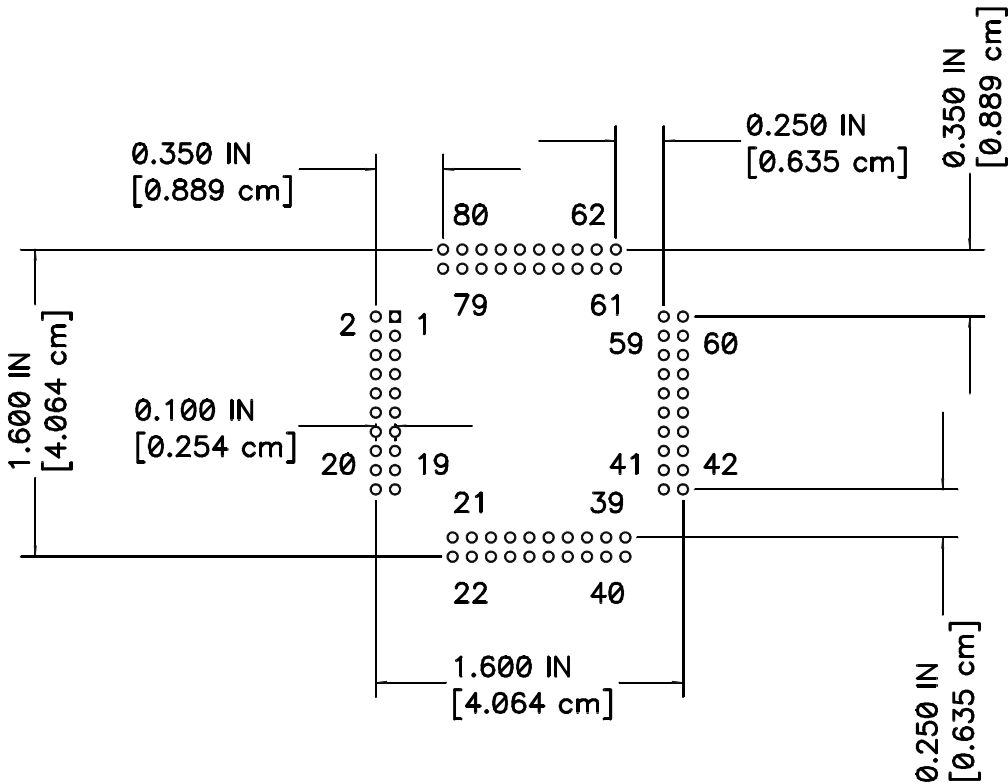 0.350 IN
[0.889 cm]
0.250 IN
[0.635 cm]
0.350 IN
[0.889 cm]
80 62
79 61
2 1
59 60
1.600 IN
[4.064 cm]
0.100 IN
[0.254 cm]
20 19
41 42
21 39
22 40
1.600 IN
[4.064 cm]
0.250 IN
[0.635 cm]